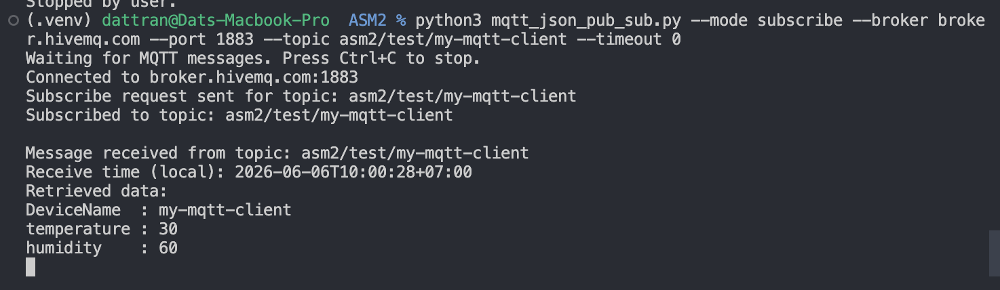 Stopped by user.
(.venv) dattran@Dats-Macbook-Pro ASM2 % python3 mqtt_json_pub_sub.py --mode subscribe --broker broke
r.hivemq.com --port 1883 --topic asm2/test/my-mqtt-client --timeout 0
Waiting for MQTT messages. Press Ctrl+C to stop.
Connected to broker.hivemq.com:1883
Subscribe request sent for topic: asm2/test/my-mqtt-client
Subscribed to topic: asm2/test/my-mqtt-client
Message received from topic: asm2/test/my-mqtt-client
Receive time (local): 2026-06-06T10:00:28+07:00
Retrieved data:
DeviceName  : my-mqtt-client
temperature : 30
humidity    : 60